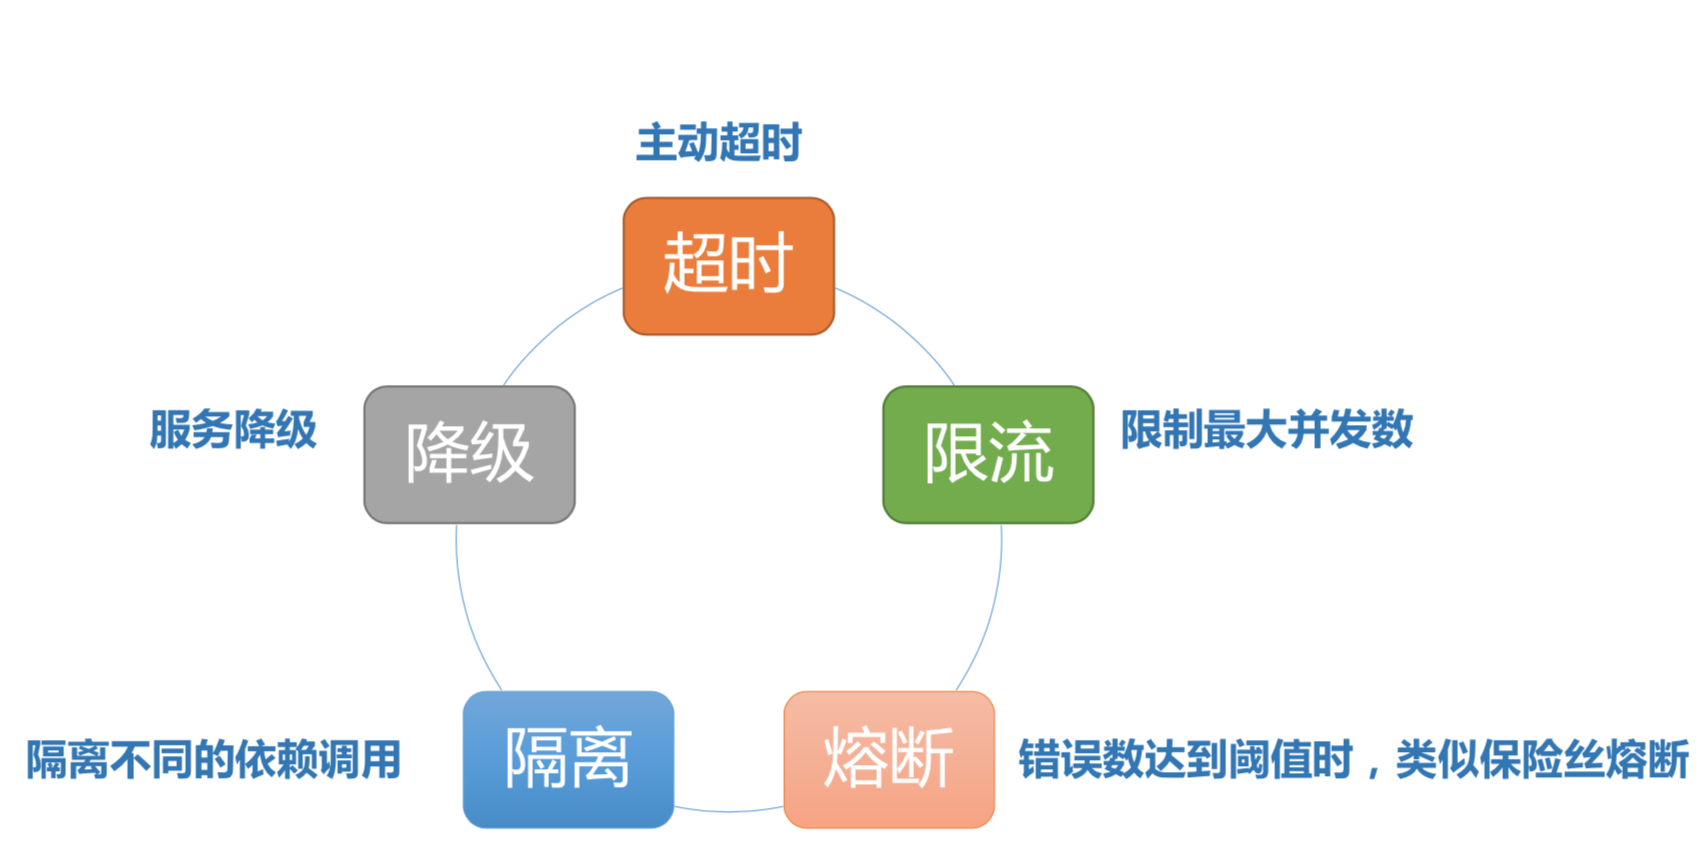 主动超时
超时
服务降级
降级
限流
限制最大并发数
隔离不同的依赖调用
隔离
熔断
错误数达到阈值时，类似保险丝熔断